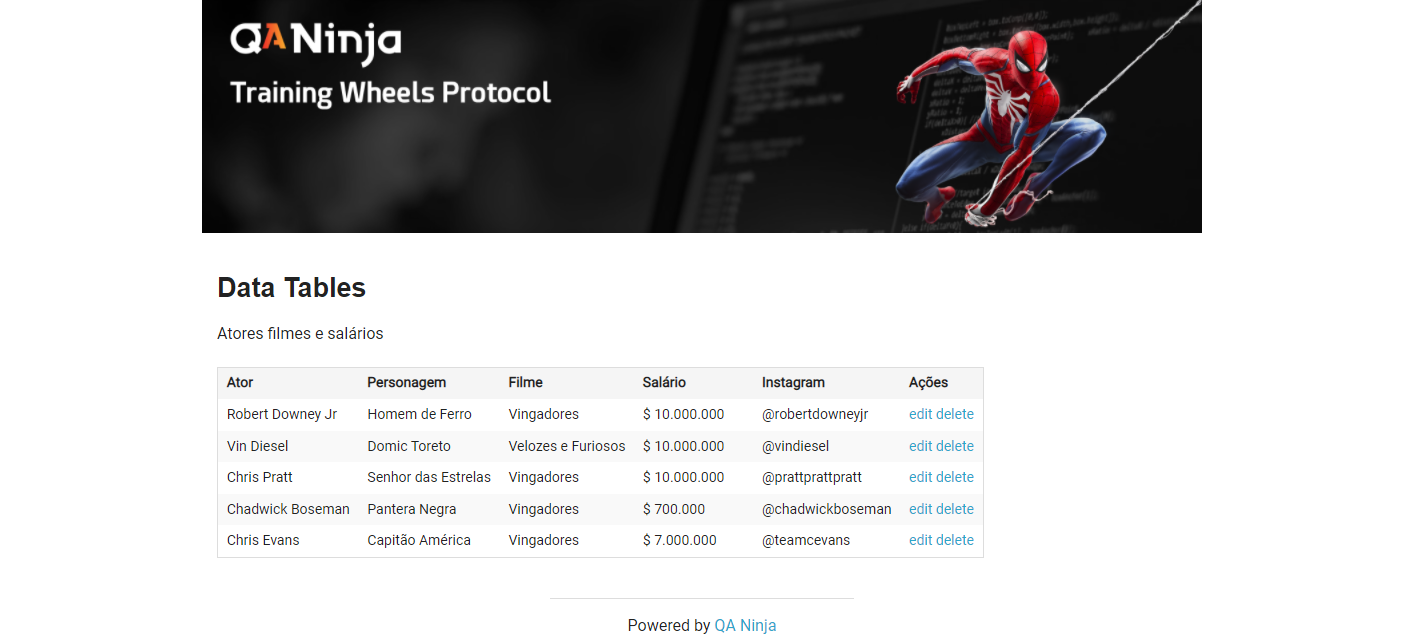 QANinja
Training Wheels Protocol
Data Tables
Atores filmes e salários
Ator Personagem Filme Salário Instagram Ações
Robert Downey Jr Homem de Ferro Vingadores $ 10.000.000 @robertdowneyjr edit delete
Vin Diesel Domic Toreto Velozes e Furiosos $ 10.000.000 @vindiesel edit delete
Chris Pratt Senhor das Estrelas Vingadores $ 10.000.000 @prattprattpratt edit delete
Chadwick Boseman Pantera Negra Vingadores $ 700.000 @chadwickboseman edit delete
Chris Evans Capitão América Vingadores $ 7.000.000 @teamcevans edit delete
Powered by QA Ninja